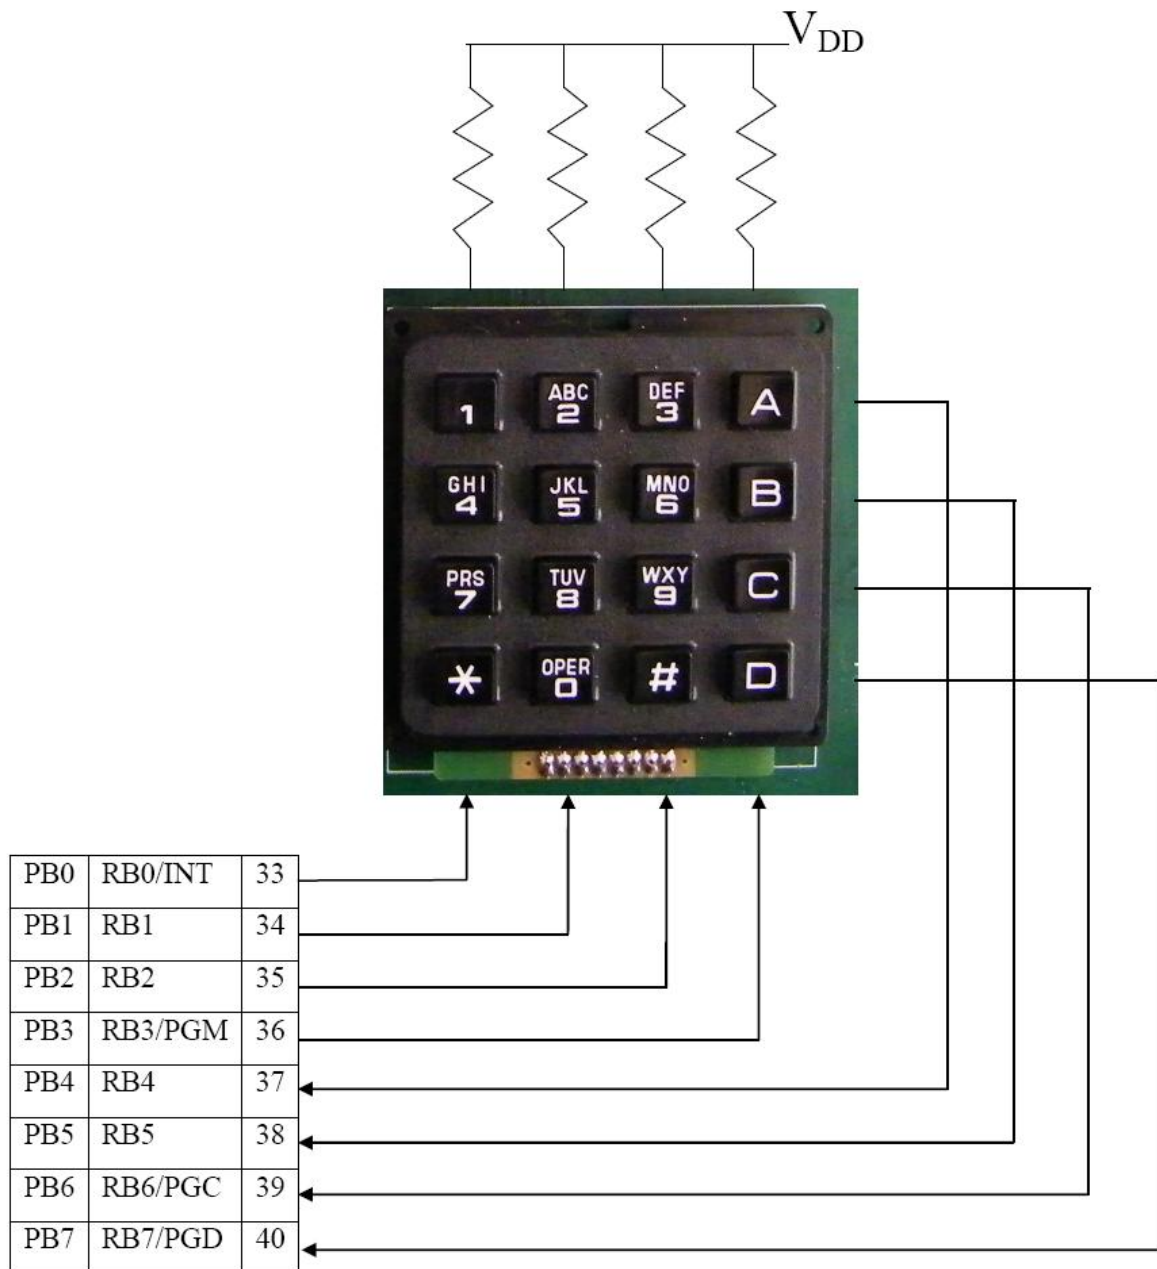 VDD
1
ABC
2
DEF
3
A
GHI
4
JKL
5
MNO
6
B
PRS
7
TUV
8
WXY
9
C
*
OPER
0
#
D
PB0 RB0/INT 33
PB1 RB1 34
PB2 RB2 35
PB3 RB3/PGM 36
PB4 RB4 37
PB5 RB5 38
PB6 RB6/PGC 39
PB7 RB7/PGD 40